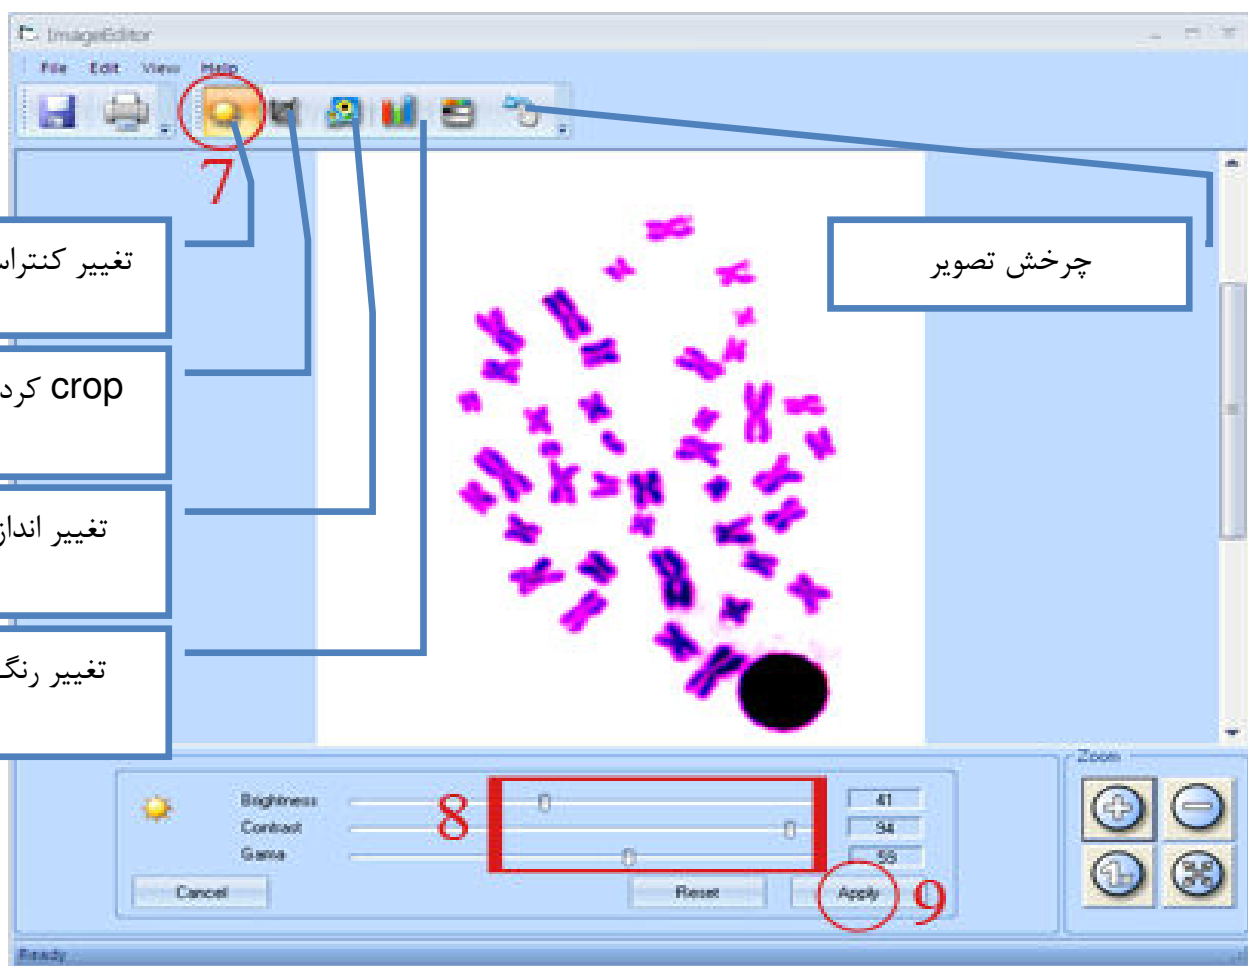 ImageEditor
File Edit View Help
7
تغییر کنتراس
چرخش تصویر
crop کرد
تغییر انداز
تغییر رنگ
Zoom
8
Brightness 41
Contrast 94
Gama
Cancel
Reset
Apply
9
Ready